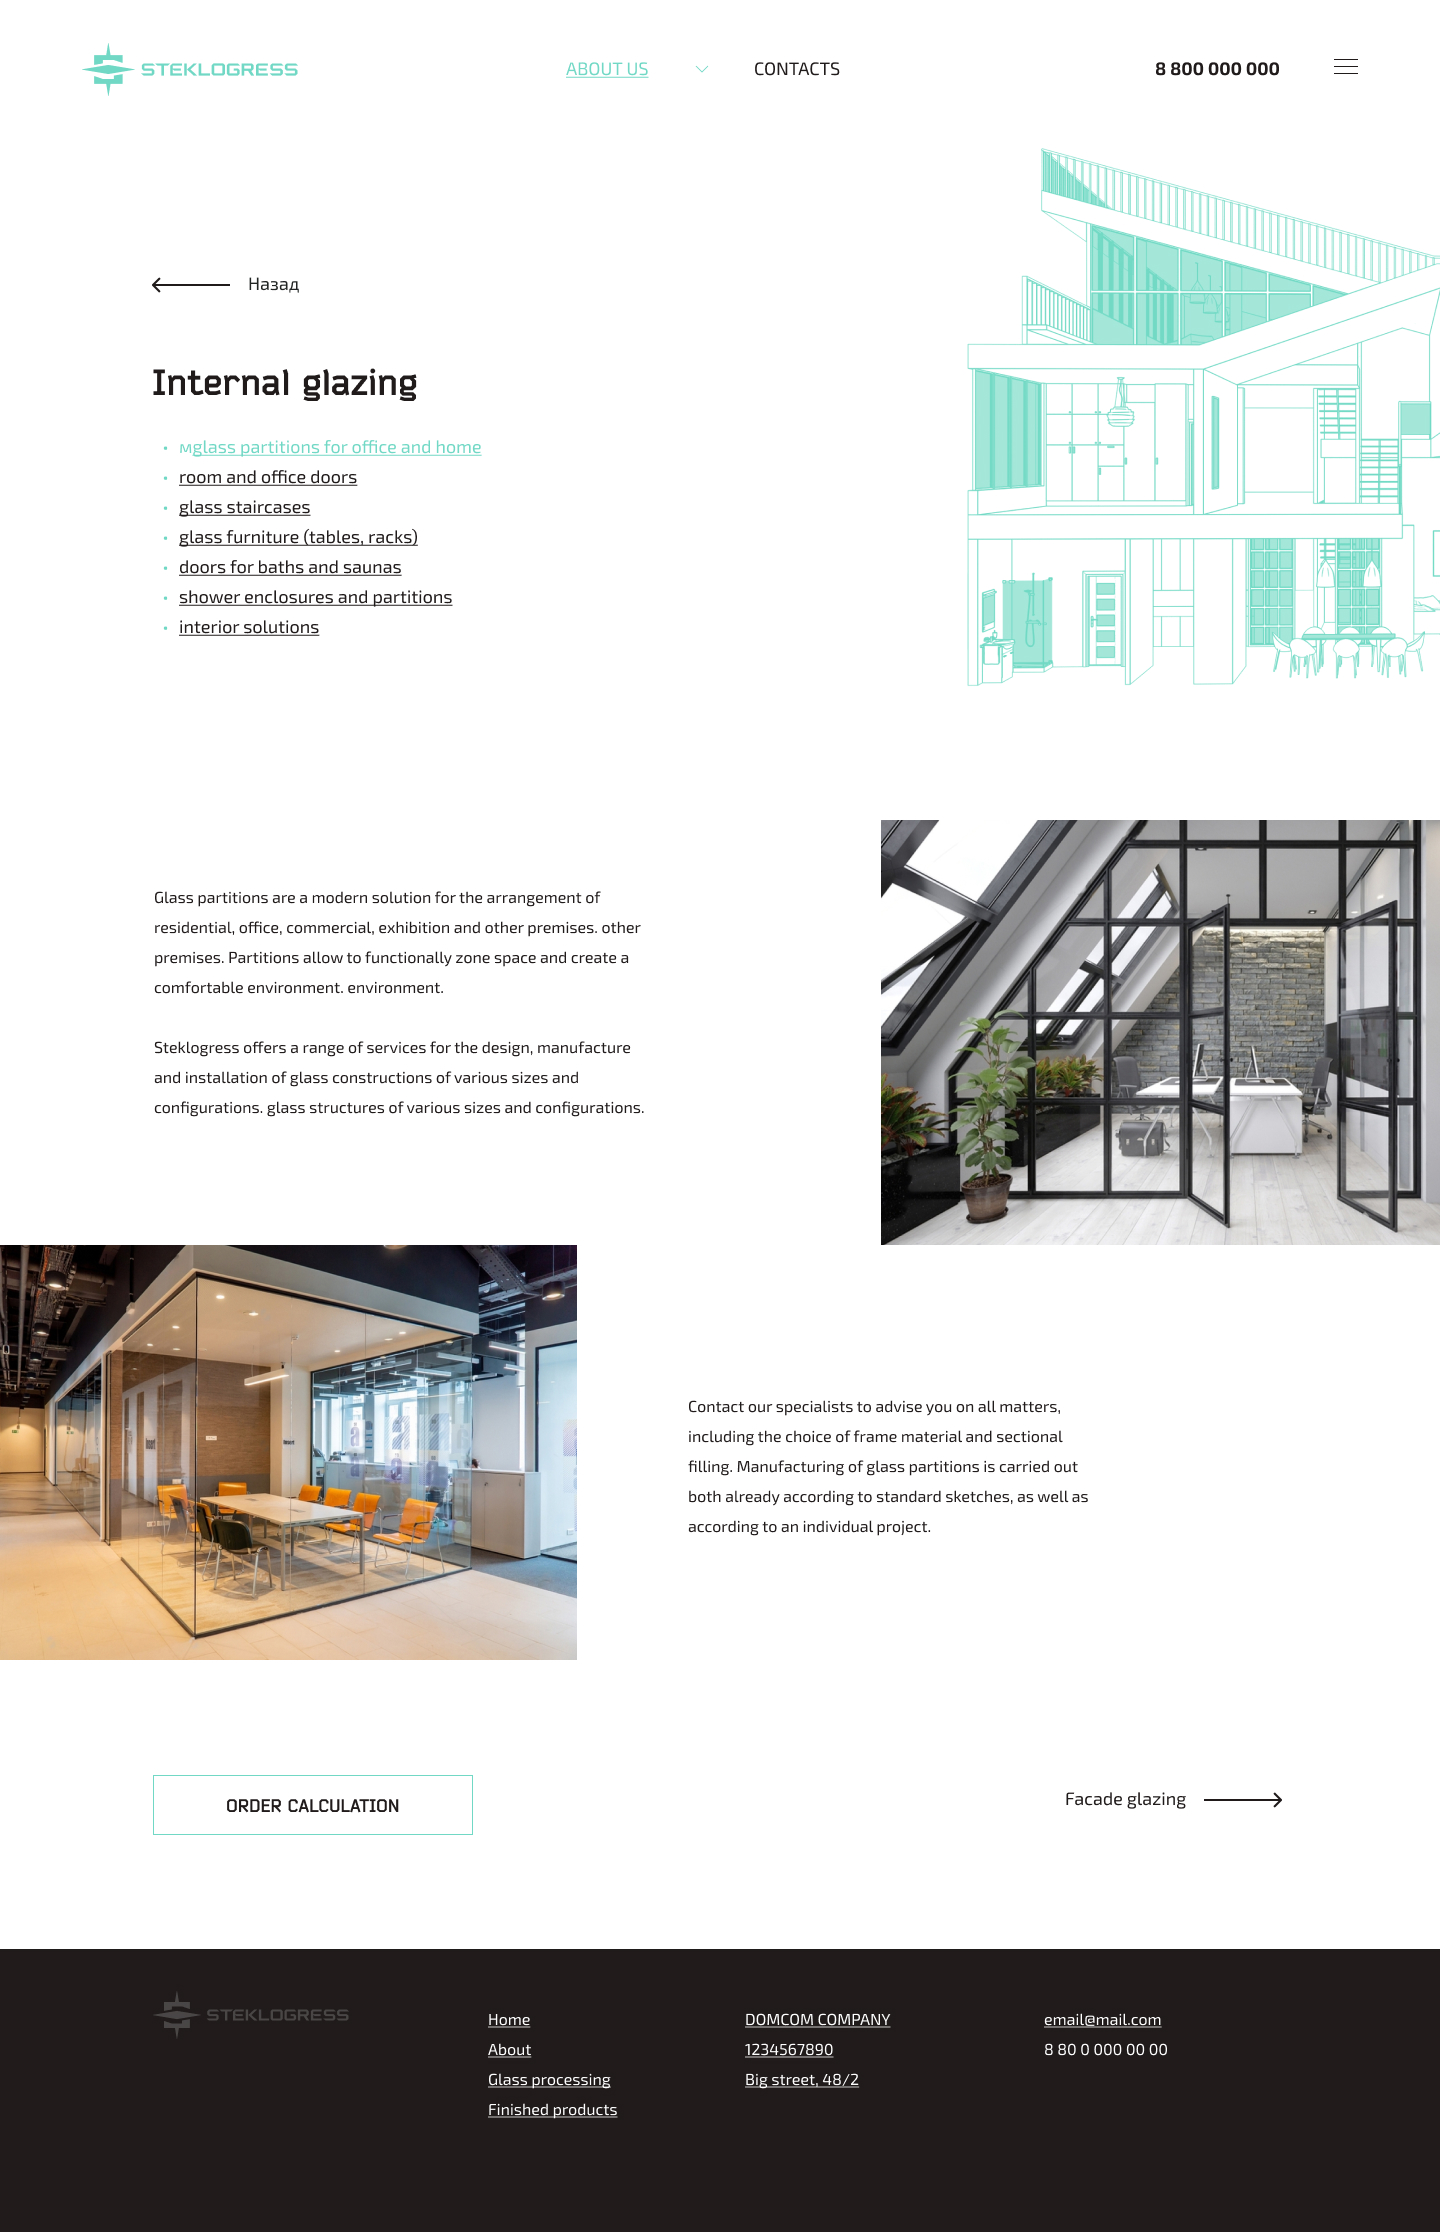 STEKLOGRESS
ABOUT US
CONTACTS
8 800 000 000
Назад
Internal glazing
мglass partitions for office and home
room and office doors
glass staircases
glass furniture (tables, racks)
doors for baths and saunas
shower enclosures and partitions
interior solutions
Glass partitions are a modern solution for the arrangement of
residential, office, commercial, exhibition and other premises. other
premises. Partitions allow to functionally zone space and create a
comfortable environment. environment.
Steklogress offers a range of services for the design, manufacture
and installation of glass constructions of various sizes and
configurations. glass structures of various sizes and configurations.
Contact our specialists to advise you on all matters,
including the choice of frame material and sectional
filling. Manufacturing of glass partitions is carried out
both already according to standard sketches, as well as
according to an individual project.
ORDER CALCULATION
Facade glazing
STEKLOGRESS
Home
About
Glass processing
Finished products
DOMCOM COMPANY
1234567890
Big street, 48/2
email@mail.com
8 80 0 000 00 00